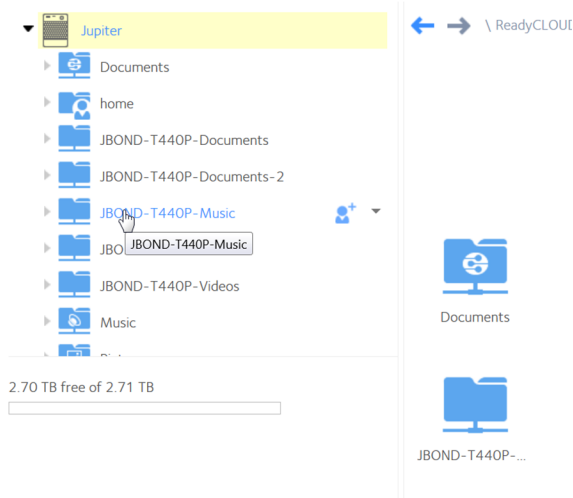 Jupiter
\ ReadyCLOUD
Documents
home
JBOND-T440P-Documents
JBOND-T440P-Documents-2
JBOND-T440P-Music
JBO
JBOND-T440P-Music
JBOND-T440P-Videos
Music
2.70 TB free of 2.71 TB
Documents
JBOND-T440P-...